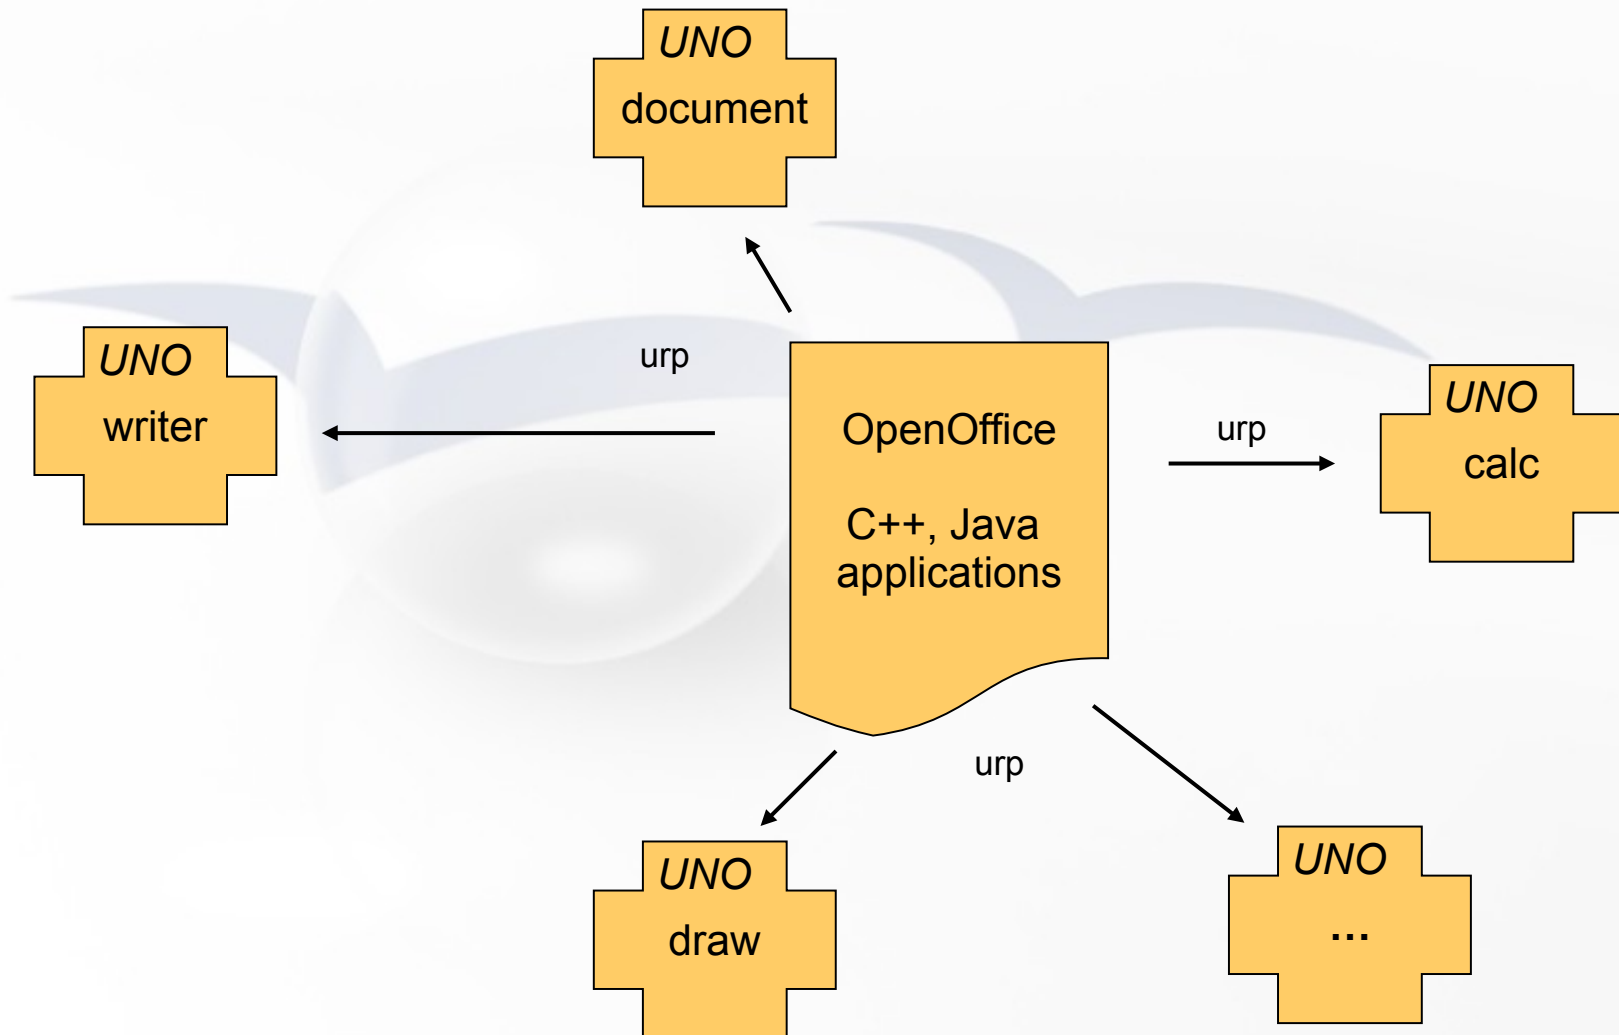 UNO
document
UNO
writer
urp
OpenOffice
C++, Java
applications
urp
UNO
calc
urp
UNO
draw
UNO
...